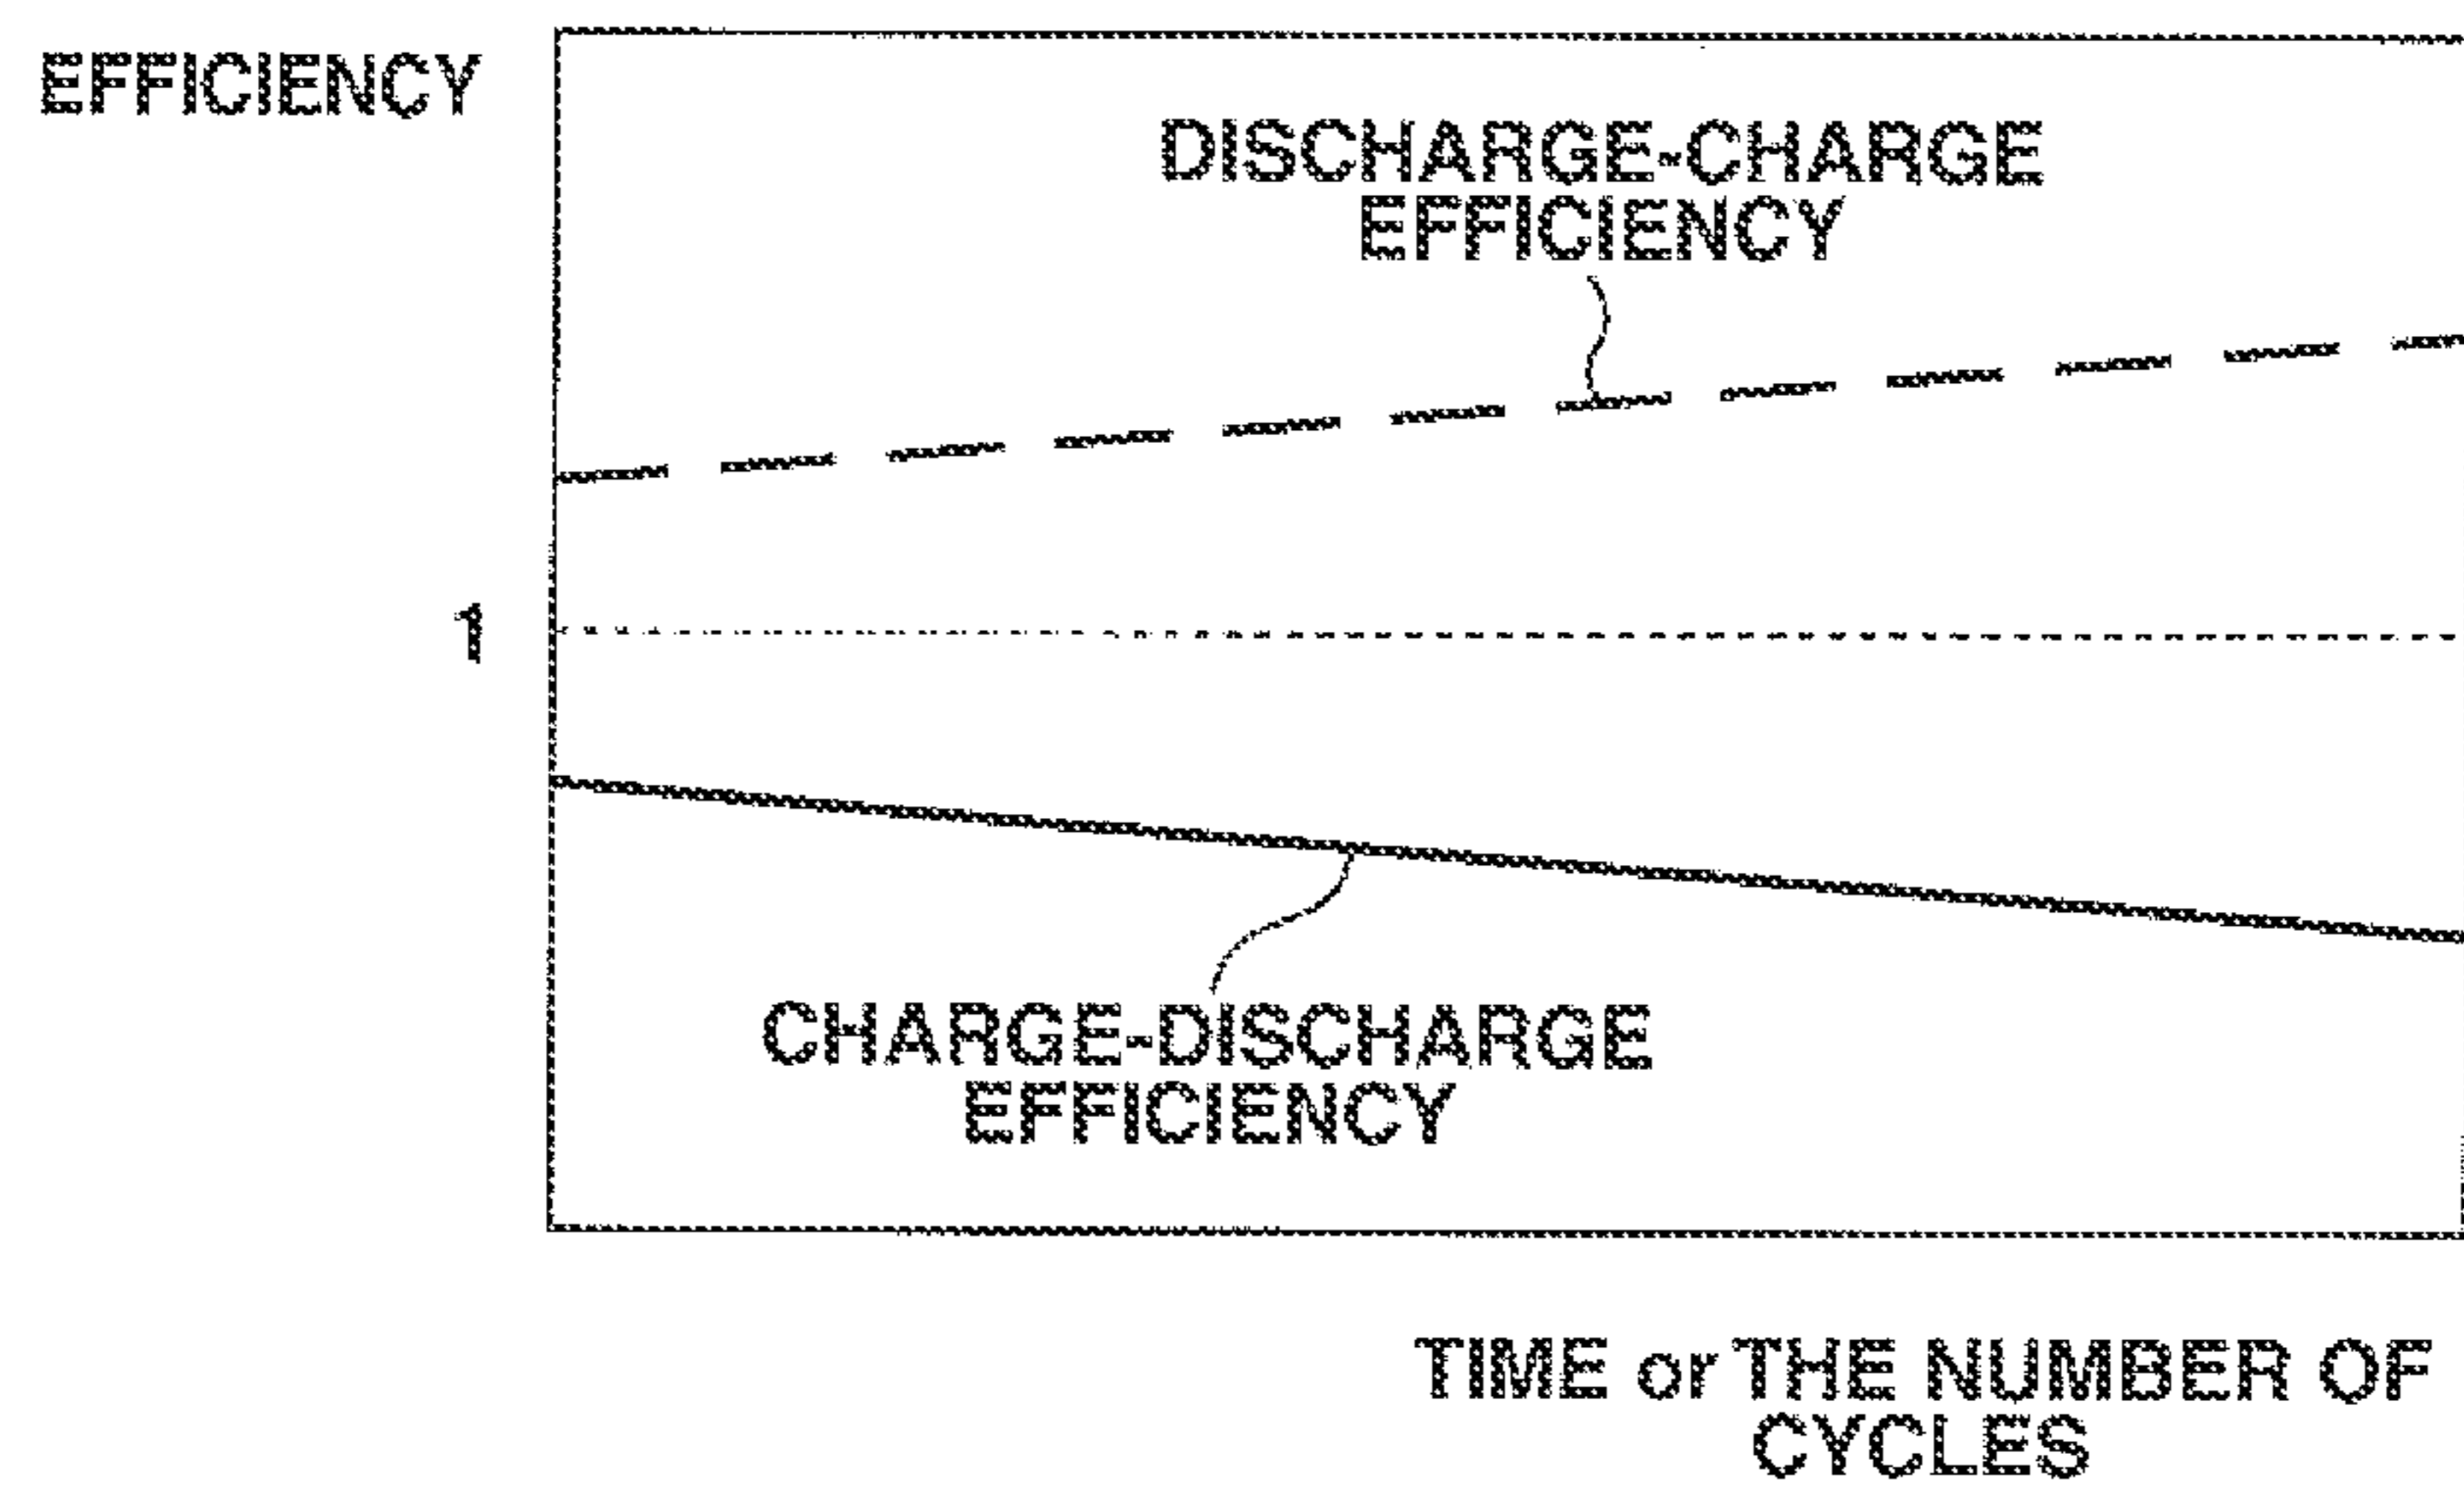 EFFICIENCY
DISCHARGE-CHARGE
EFFICIENCY
1
CHARGE-DISCHARGE
EFFICIENCY
TIME or THE NUMBER OF
CYCLES